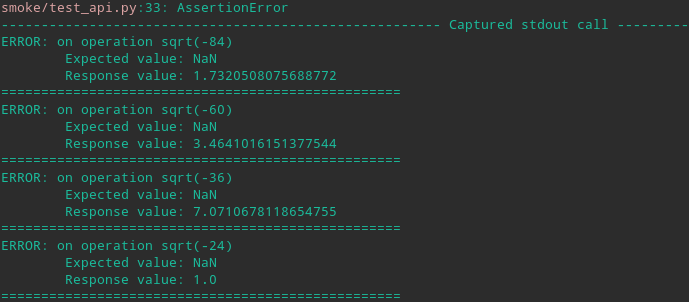 smoke/test_api.py:33: AssertionError
------------------------------------------------------- Captured stdout call ---------
ERROR: on operation sqrt(-84)
        Expected value: NaN
        Response value: 1.7320508075688772
==================================================
ERROR: on operation sqrt(-60)
        Expected value: NaN
        Response value: 3.4641016151377544
==================================================
ERROR: on operation sqrt(-36)
        Expected value: NaN
        Response value: 7.0710678118654755
==================================================
ERROR: on operation sqrt(-24)
        Expected value: NaN
        Response value: 1.0
==================================================